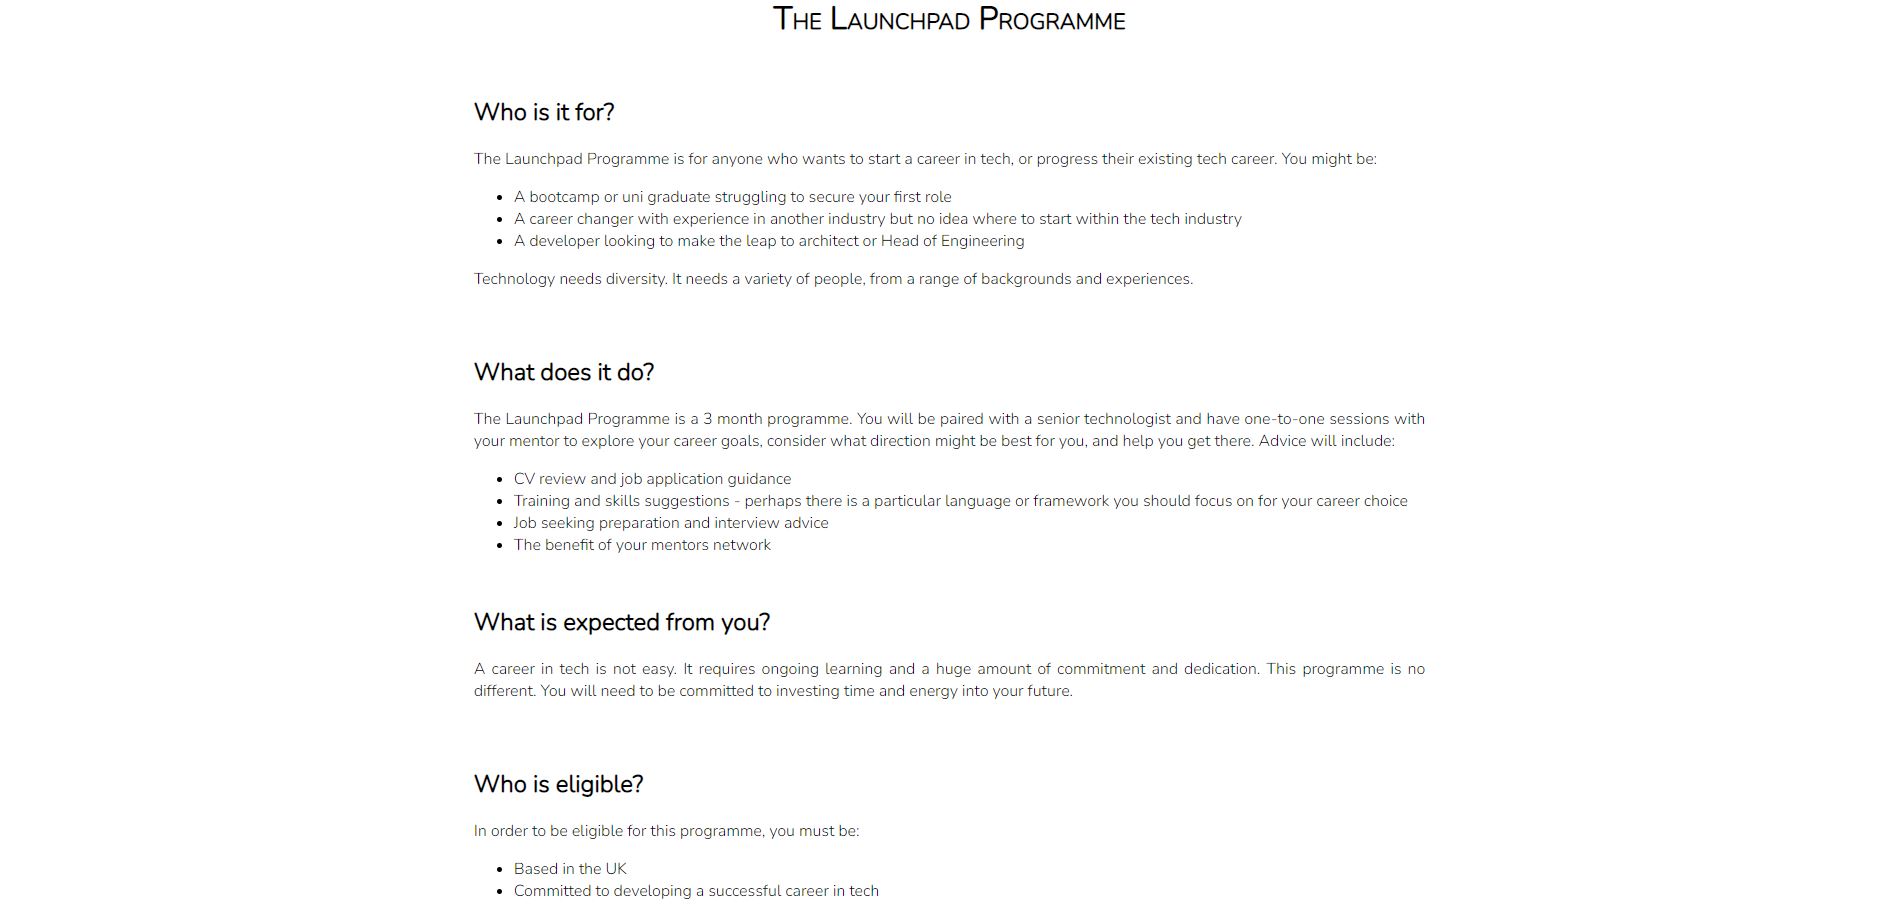 The Launchpad Programme
Who is it for?
The Launchpad Programme is for anyone who wants to start a career in tech, or progress their existing tech career. You might be:
• A bootcamp or uni graduate struggling to secure your first role
• A career changer with experience in another industry but no idea where to start within the tech industry
• A developer looking to make the leap to architect or Head of Engineering
Technology needs diversity. It needs a variety of people, from a range of backgrounds and experiences.
What does it do?
The Launchpad Programme is a 3 month programme. You will be paired with a senior technologist and have one-to-one sessions with
your mentor to explore your career goals, consider what direction might be best for you, and help you get there. Advice will include:
• CV review and job application guidance
• Training and skills suggestions - perhaps there is a particular language or framework you should focus on for your career choice
• Job seeking preparation and interview advice
• The benefit of your mentors network
What is expected from you?
A career in tech is not easy. It requires ongoing learning and a huge amount of commitment and dedication. This programme is no
different. You will need to be committed to investing time and energy into your future.
Who is eligible?
In order to be eligible for this programme, you must be:
• Based in the UK
• Committed to developing a successful career in tech